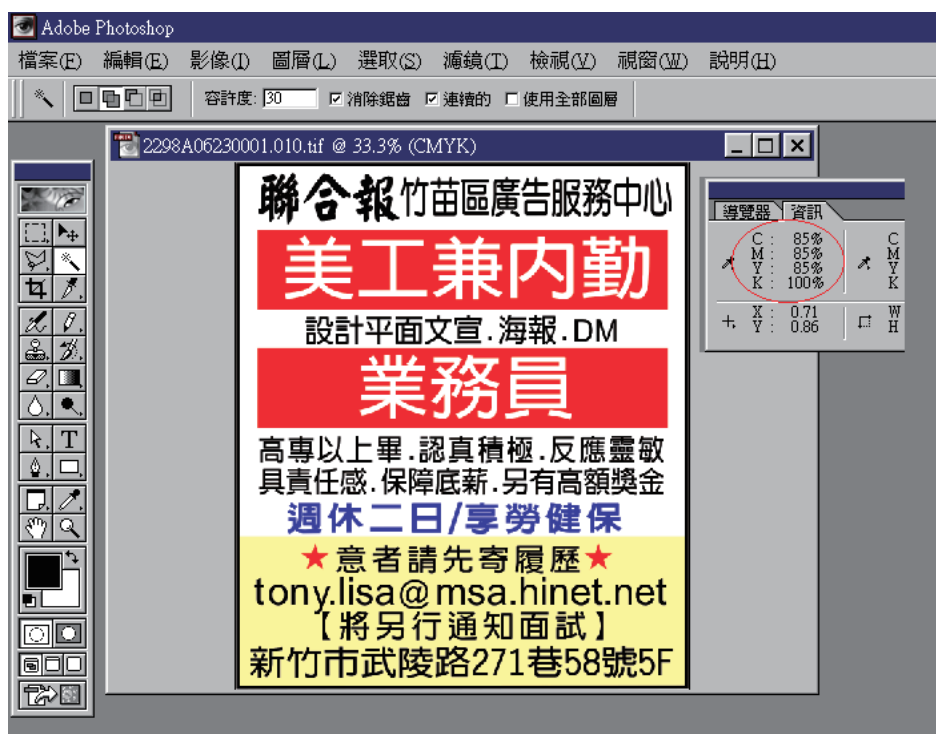 Adobe Photoshop
檔案(F) 編輯(E) 影像(I) 圖層(L) 選取(S) 濾鏡(T) 檢視(V) 視窗(W) 說明(H)
容許度: 30 消除鋸齒 連續的 使用全部圖層
2298A06230001.010.tif @ 33.3% (CMYK)
聯合報竹苗區廣告服務中心
美工兼內勤
設計平面文宣.海報.DM
業務員
高專以上畢.認真積極.反應靈敏
具責任感.保障底薪.另有高額獎金
週休二日/享勞健保
★意者請先寄履歷★
tony.lisa@msa.hinet.net
【將另行通知面試】
新竹市武陵路271巷58號5F
導覽器 資訊
C : 85% C
M : 85% M
Y : 85% Y
K : 100% K
X : 0.71 W
Y : 0.86 H
T